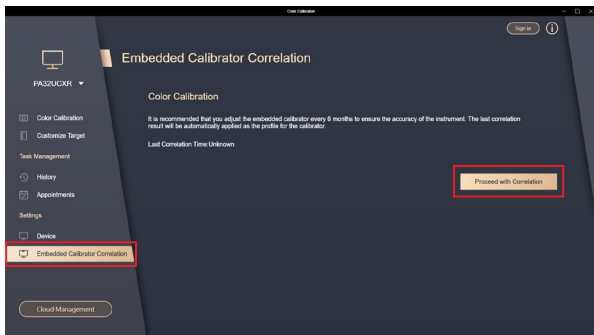 Color Calibration
Sign in
PA32UCXR
Embedded Calibrator Correlation
Color Calibration
It is recommended that you adjust the embedded calibrator every 6 months to ensure the accuracy of the instrument. The last correlation
result will be automatically applied as the profile for the calibrator.
Last Correlation Time:Unknown
Proceed with Correlation
Color Calibration
Customize Target
Task Management
History
Appointments
Settings
Device
Embedded Calibrator Correlation
Cloud Management